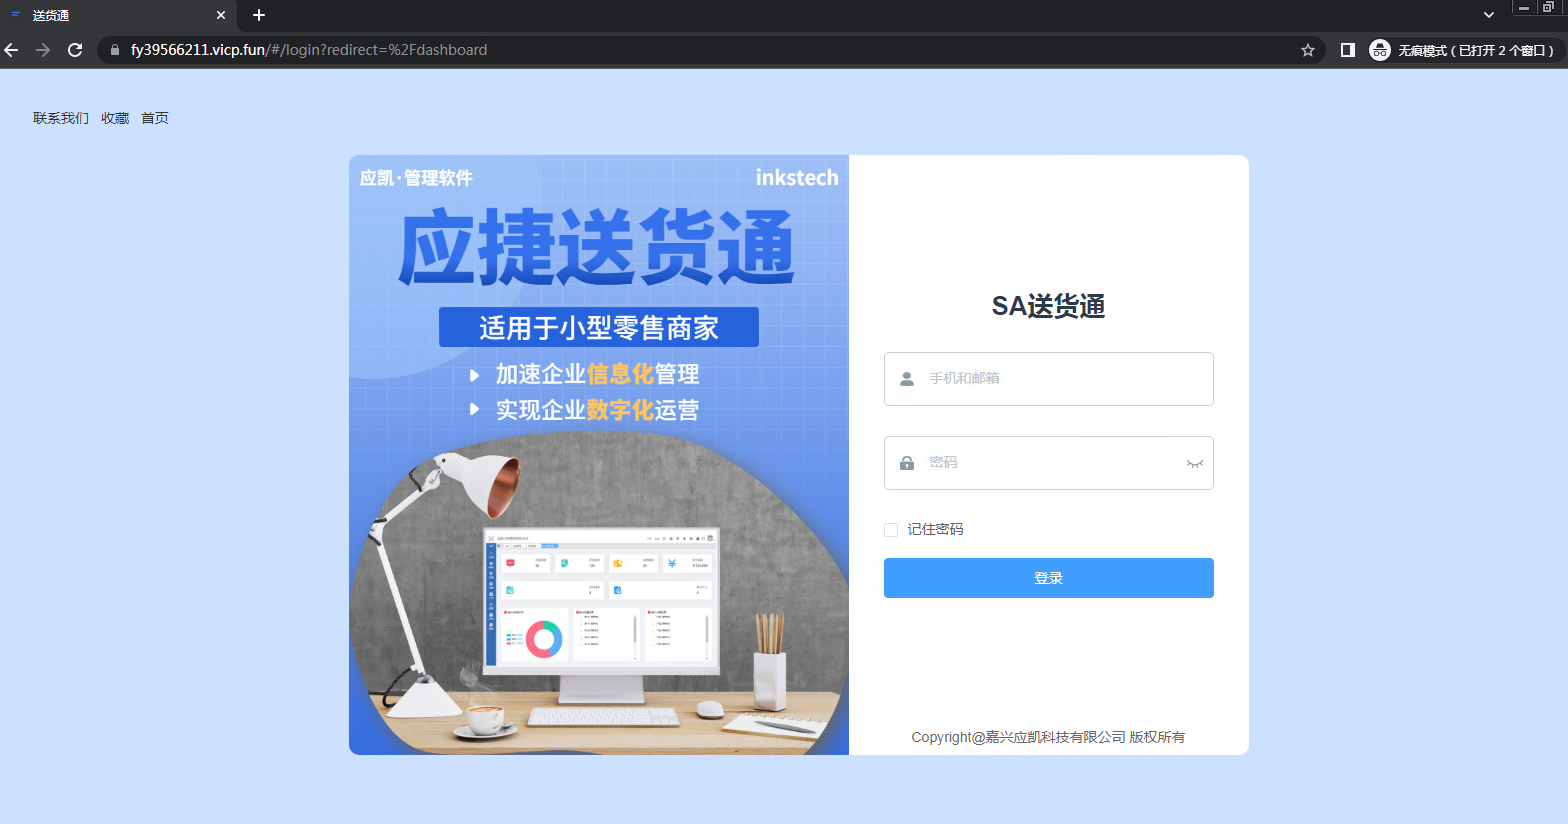 送货通
fy39566211.vicp.fun/#/login?redirect=%2Fdashboard
无痕模式（已打开 2 个窗口）
联系我们 收藏 首页
应凯·管理软件
inkstech
应捷送货通
适用于小型零售商家
加速企业信息化管理
实现企业数字化运营
SA送货通
手机和邮箱
密码
记住密码
登录
Copyright@嘉兴应凯科技有限公司 版权所有